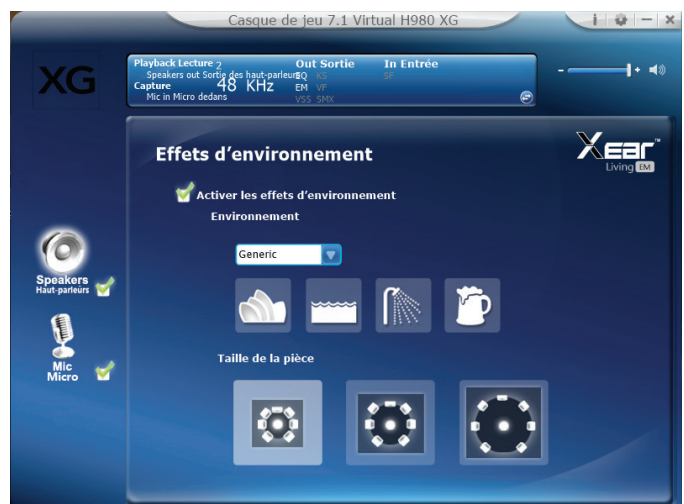 Casque de jeu 7.1 Virtual H980 XG
XG
Playback Lecture 2
Speakers out Sortie des haut-parleurs
Capture 48 KHz
Mic in Micro dedans
Out Sortie
EQ KS
EM VF
VSS SMX
In Entrée
SF
- +
Xear™
Living EM
Effets d'environnement
Activer les effets d'environnement
Environnement
Generic
Speakers
Haut-parleurs
Mic
Micro
Taille de la pièce